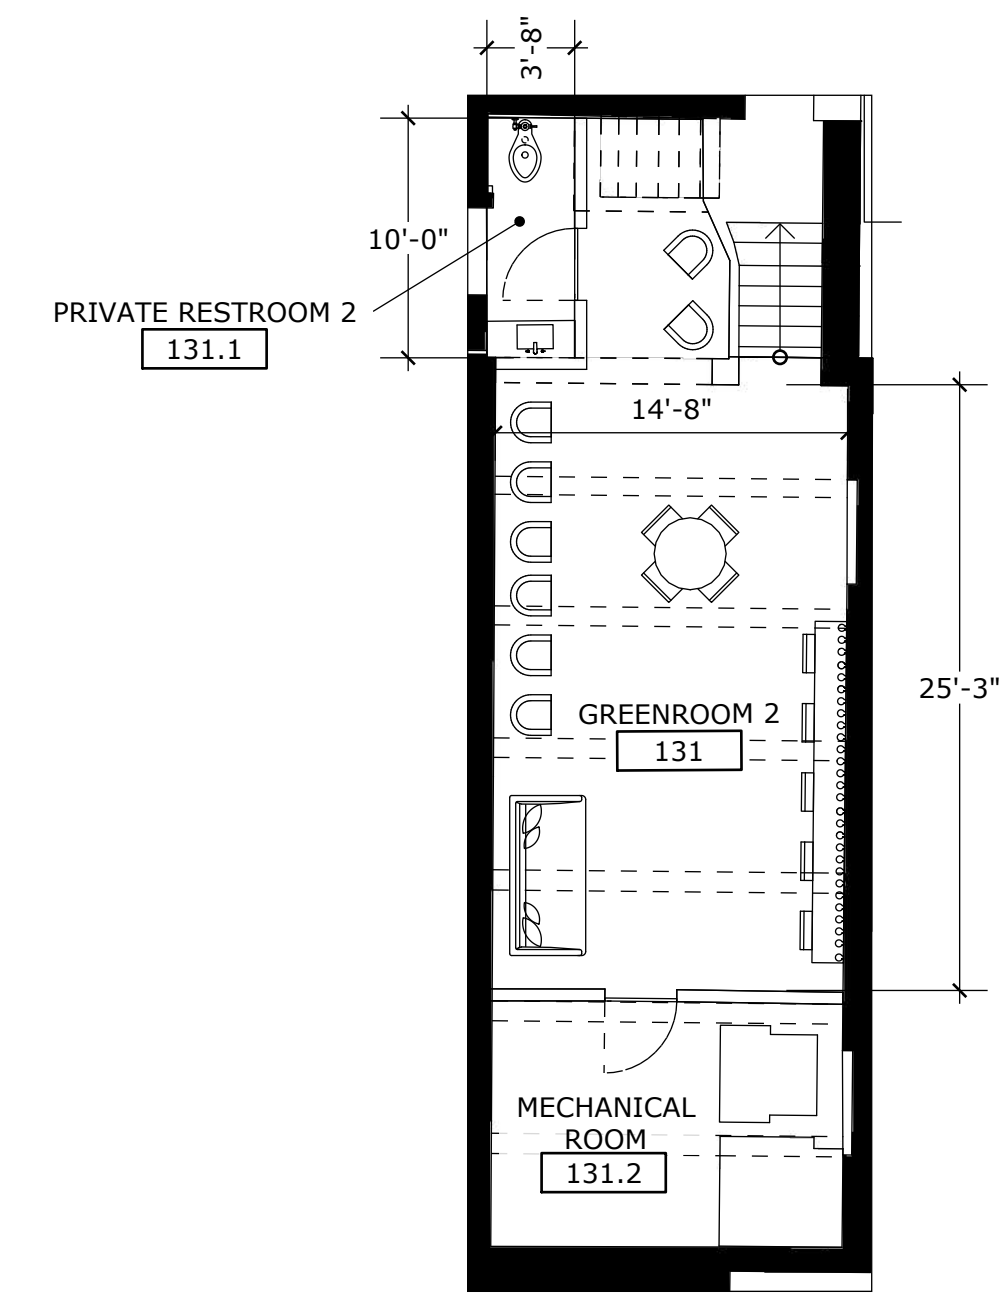 3'-8"
10'-0"
PRIVATE RESTROOM 2
131.1
14'-8"
25'-3"
GREENROOM 2
131
MECHANICAL
ROOM
131.2